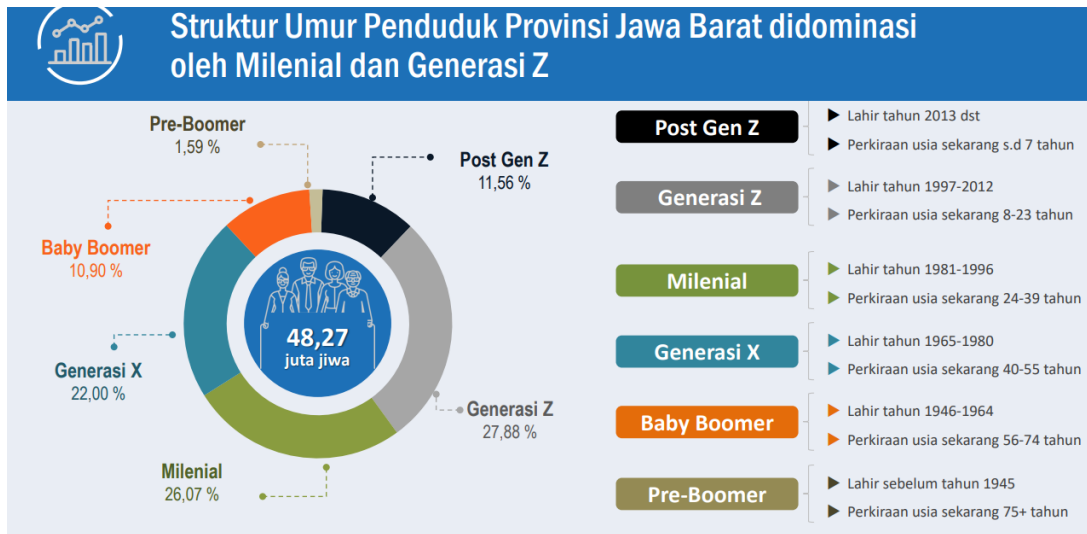 Struktur Umur Penduduk Provinsi Jawa Barat didominasi
oleh Milenial dan Generasi Z
Pre-Boomer
1,59 %
Post Gen Z
11,56 %
Baby Boomer
10,90 %
48,27
juta jiwa
Generasi X
22,00 %
Generasi Z
27,88 %
Milenial
26,07 %
Post Gen Z
Lahir tahun 2013 dst
Perkiraan usia sekarang s.d 7 tahun
Generasi Z
Lahir tahun 1997-2012
Perkiraan usia sekarang 8-23 tahun
Milenial
Lahir tahun 1981-1996
Perkiraan usia sekarang 24-39 tahun
Generasi X
Lahir tahun 1965-1980
Perkiraan usia sekarang 40-55 tahun
Baby Boomer
Lahir tahun 1946-1964
Perkiraan usia sekarang 56-74 tahun
Pre-Boomer
Lahir sebelum tahun 1945
Perkiraan usia sekarang 75+ tahun